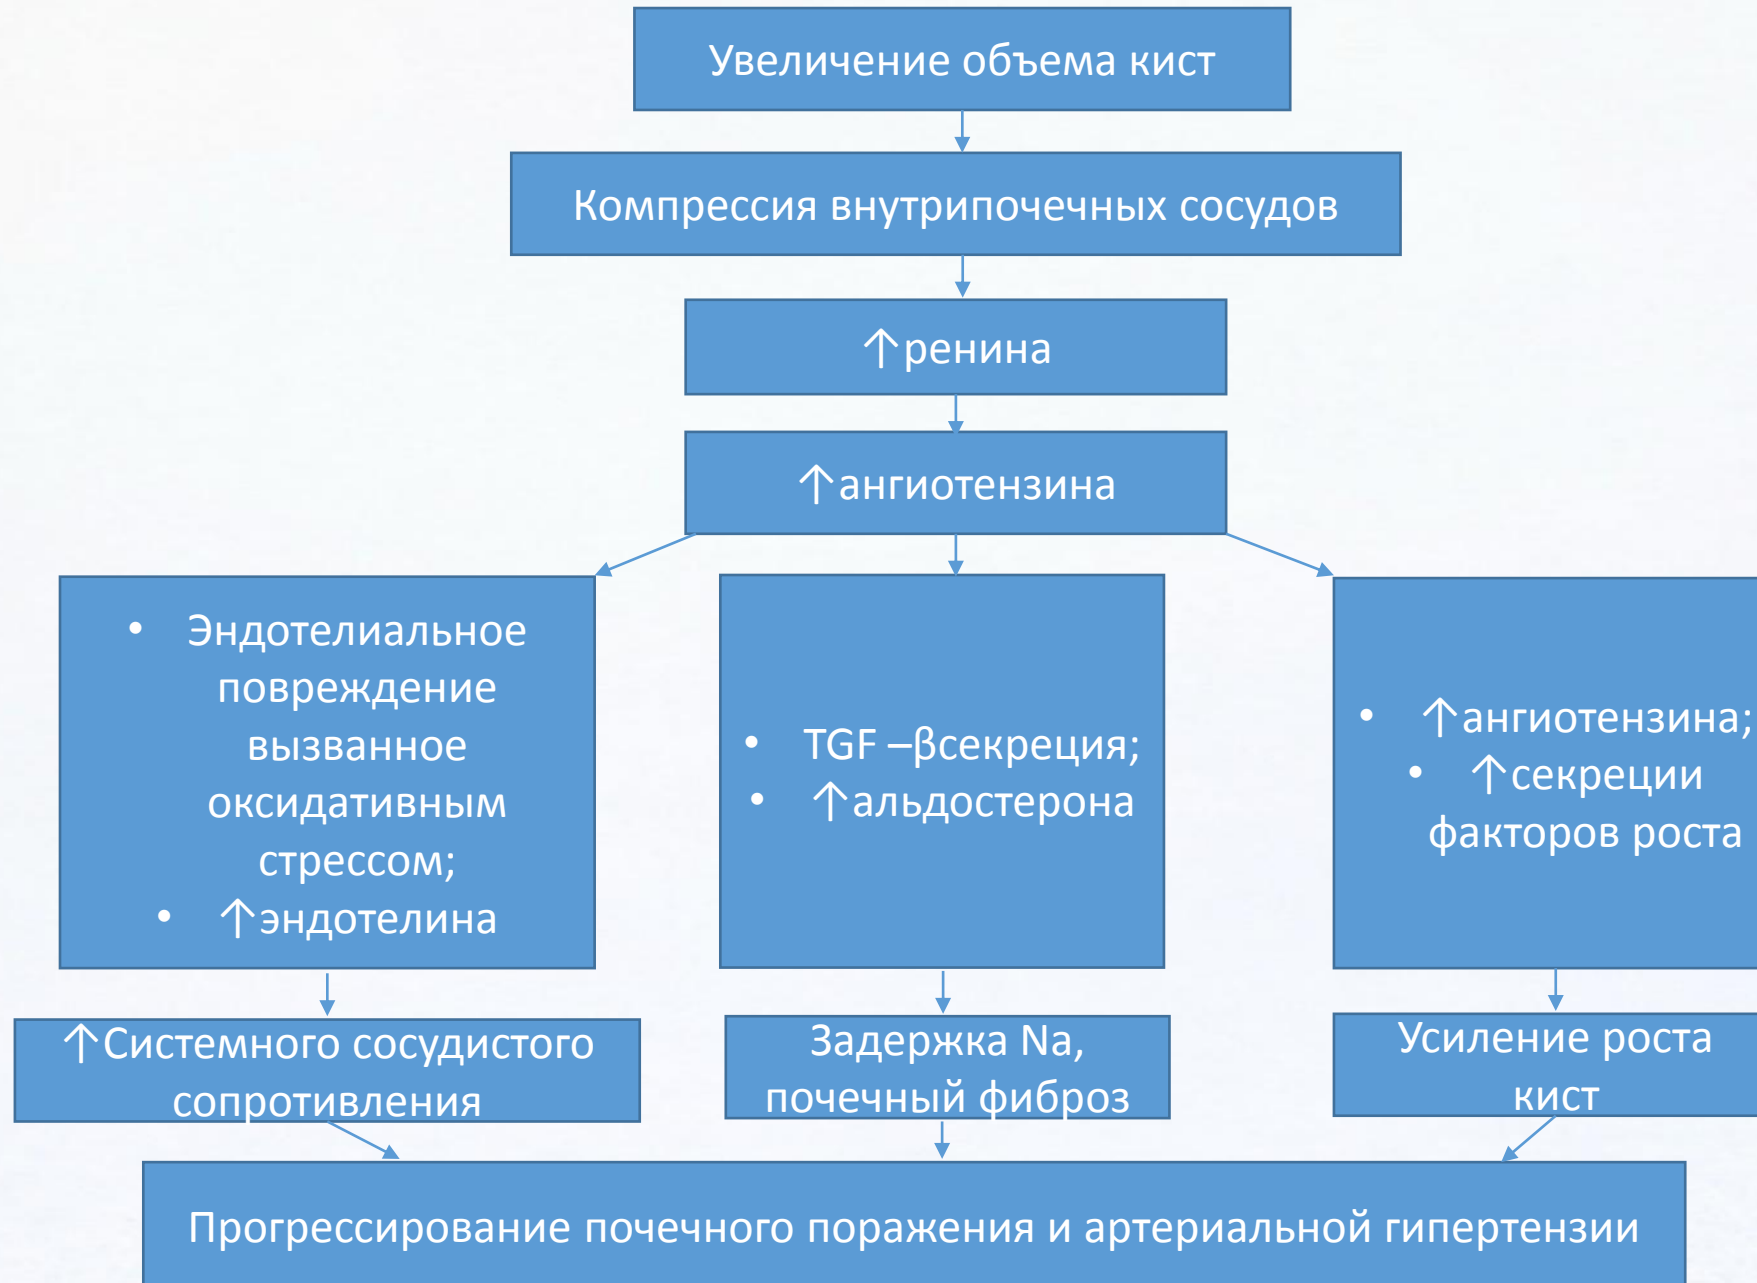 Увеличение объема кист
Компрессия внутрипочечных сосудов
↑ренина
↑ангиотензина
• Эндотелиальное
повреждение
вызванное
оксидативным
стрессом;
• ↑эндотелина
• TGF –βсекреция;
• ↑альдостерона
• ↑ангиотензина;
• ↑секреции
факторов роста
↑Системного сосудистого
сопротивления
Задержка Na,
почечный фиброз
Усиление роста
кист
Прогрессирование почечного поражения и артериальной гипертензии